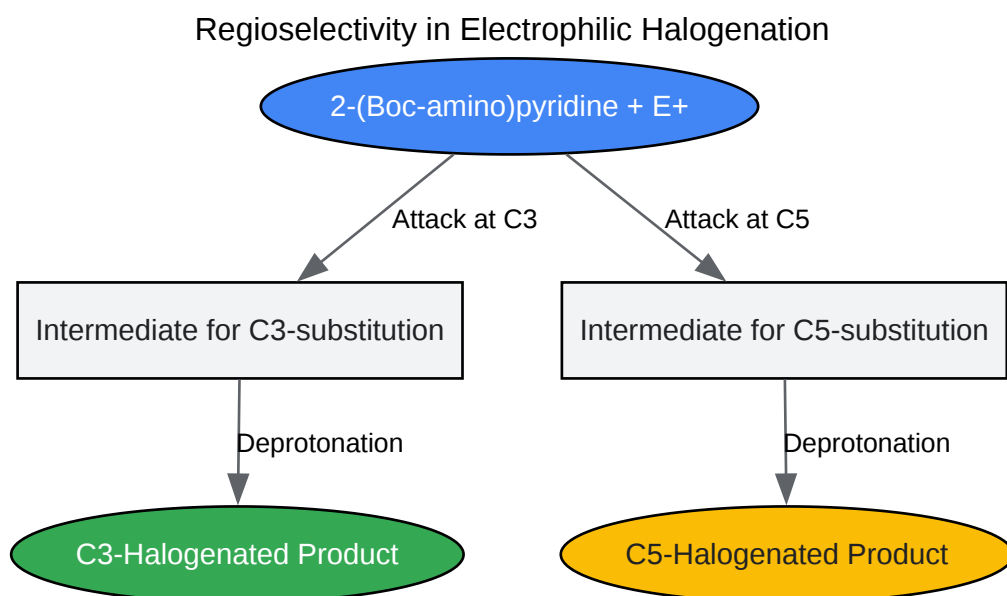 Regioselectivity in Electrophilic Halogenation
2-(Boc-amino)pyridine + E+
Attack at C3
Attack at C5
Intermediate for C3-substitution
Intermediate for C5-substitution
Deprotonation
Deprotonation
C3-Halogenated Product
C5-Halogenated Product